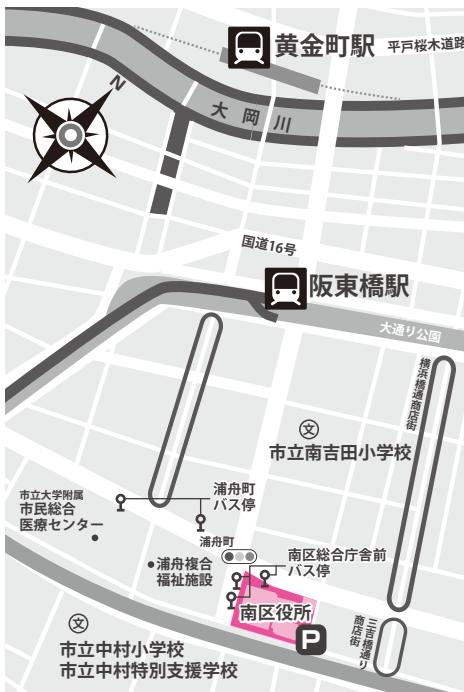 黄金町駅
平戸桜木道路
N
大岡川
国道16号
阪東橋駅
大通り公園
横浜橋通商店街
文
市立南吉田小学校
浦舟町
バス停
市立大学附属
市民総合
医療センター
浦舟町
南区総合庁舎前
バス停
浦舟複合
福祉施設
南区役所
P
三吉橋通り
商店街
文
市立中村小学校
市立中村特別支援学校